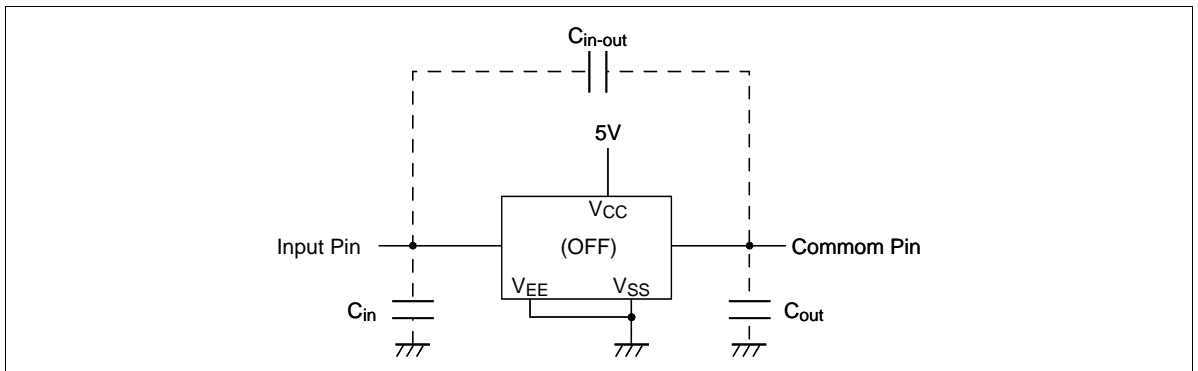 Cin-out
5V
VCC
Input Pin
(OFF)
Commom Pin
VEE
VSS
Cin
Cout